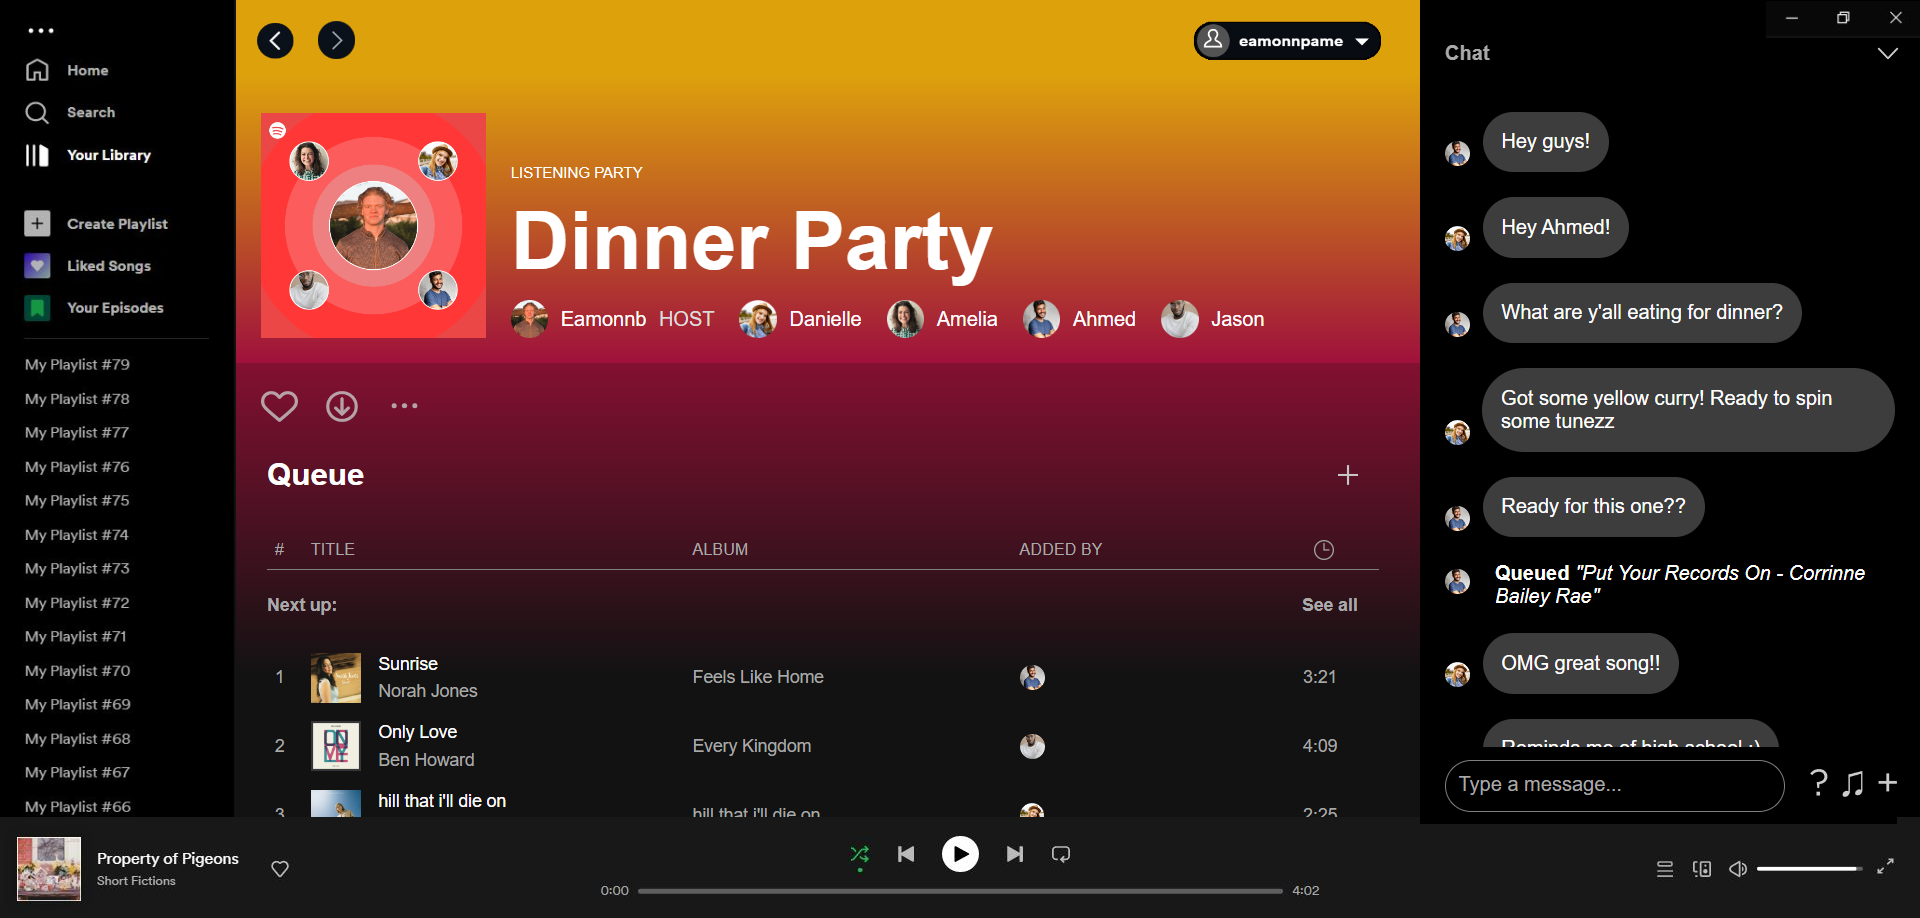 Home
Search
Your Library
Create Playlist
Liked Songs
Your Episodes
My Playlist #79
My Playlist #78
My Playlist #77
My Playlist #76
My Playlist #75
My Playlist #74
My Playlist #73
My Playlist #72
My Playlist #71
My Playlist #70
My Playlist #69
My Playlist #68
My Playlist #67
My Playlist #66
eamonnpame
LISTENING PARTY
Dinner Party
Eamonnb HOST Danielle Amelia Ahmed Jason
Queue
# TITLE ALBUM ADDED BY
Next up: See all
1 Sunrise Feels Like Home 3:21
Norah Jones
2 Only Love Every Kingdom 4:09
Ben Howard
3 hill that i'll die on hill that i'll die on 2:25
Chat
Hey guys!
Hey Ahmed!
What are y'all eating for dinner?
Got some yellow curry! Ready to spin
some tunezz
Ready for this one??
Queued "Put Your Records On - Corrinne
Bailey Rae"
OMG great song!!
Reminds me of high school :)
Type a message...
Property of Pigeons
Short Fictions
0:00 4:02